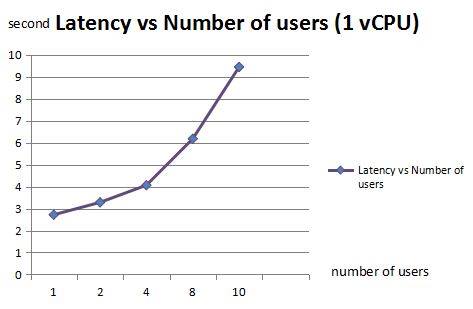 second Latency vs Number of users (1 vCPU)
10
9
8
7
6
5
4
3
2
1
0
1 2 4 8 10
number of users
Latency vs Number of
users